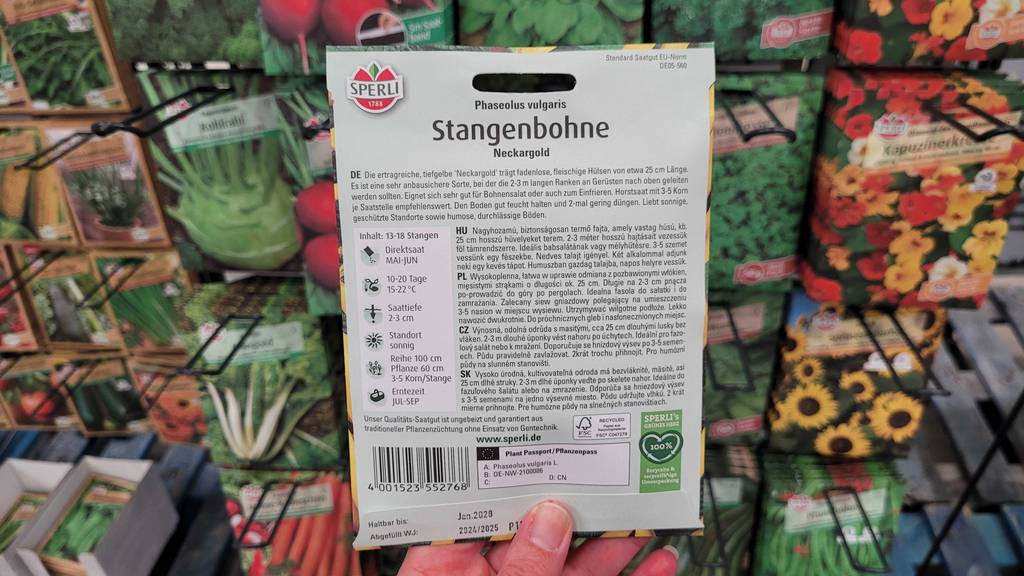 Standard Saatgut EU-Norm
DE05-560
SPERLI
1788
Phaseolus vulgaris
Stangenbohne
Neckargold
DE Die ertragreiche, tiefgelbe 'Neckargold' trägt fadenlose, fleischige Hülsen von etwa 25 cm Länge.
Es ist eine sehr anbausichere Sorte, bei der die 2-3 m langen Ranken an Gerüsten nach oben geleitet
werden sollten. Eignet sich sehr gut für Bohnensalat oder auch zum Einfrieren. Horstsaat mit 3-5 Korn
je Saatstelle empfehlenswert. Den Boden gut feucht halten und 2-mal gering düngen. Liebt sonnige,
geschützte Standorte sowie humose, durchlässige Böden.
Inhalt: 13-18 Stangen
Direktsaat
MAI-JUN
10-20 Tage
15-22 °C
Saattiefe
2-3 cm
Standort
sonnig
Reihe 100 cm
Pflanze 60 cm
3-5 Korn/Stange
Erntezeit
JUL-SEP
HU Nagyhozamú, biztonságosan termő fajta, amely vastag húsú, kb.
25 cm hosszú hüvelyeket terem. 2-3 méter hosszú hajtásait vezessük
fel támrendszerre. Ideális babsalátának vagy mélyhűtésre. 3-5 szemet
vessünk egy fészekbe. Nedves talajt igényel. Két alkalommal adjunk
neki egy kevés tápot. Humuszban gazdag talajba, napos helyre vessük.
PL Wysokoplenna, łatwa w uprawie odmiana z pozbawionymi włókien,
mięsistymi strąkami o długości ok. 25 cm. Długie na 2-3 cm pnącza
po-prowadzić do góry po pergolach. Idealna fasola do sałatki i do
zamrażania. Zalecany siew gniazdowy polegający na umieszczeniu
3-5 nasion w miejscu wysiewu. Utrzymywać wilgotne podłoże. Lekko
nawozić dwukrotnie. Do próchnicznych gleb i nasłonecznionych miejsc.
CZ Výnosná, odolná odrůda s masitými, cca 25 cm dlouhými lusky bez
vláken. 2-3 m dlouhé úponky vést nahoru po úchytech. Ideální pro fazo-
lový salát nebo k mražení. Doporučuje se hnízdový výsev po 3-5 semen-
ech. Půdu pravidelně zavlažovat. 2krát trochu přihnojit. Pro humózní
půdy na slunném stanovišti.
SK Vysoko úrodná, kultivovateľná odroda má bezvláknité, mäsité, asi
25 cm dlhé struky. 2-3 m dlhé úponky veďte po skelete nahor. Ideálne do
fazuľového šalátu alebo na zmrazenie. Odporúča sa hniezdový výsev
s 3-5 semenami na jedno výsevné miesto. Pôdu udržujte vlhkú. 2 krát
mierne prihnojiť. Pre humózne pôdy na slnečných stanovištiach.
Unser Qualitäts-Saatgut ist ungebeizt und garantiert aus
traditioneller Pflanzenzüchtung ohne Einsatz von Gentechnik.
www.sperli.de
FSC
RECYCLED
SPERLI's
GRÜNES HERZ
100%
Recycelte &
recyclefähige
Umverpackung
Plant Passport/Pflanzenpass
A: Phaseolus vulgaris L.
B: DE-NW-2100086
C: D: CN
4 001523 552768
Haltbar bis: Jan.2028
Abgefüllt WJ: 2024/2025
Kohlrabi